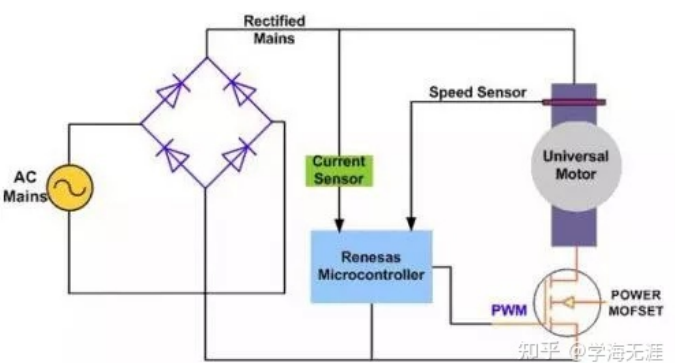 Rectified
Mains
Speed Sensor
AC
Mains
Current
Sensor
Universal
Motor
Renesas
Microcontroller
PWM
POWER
MOFSET
知乎 @学海无涯